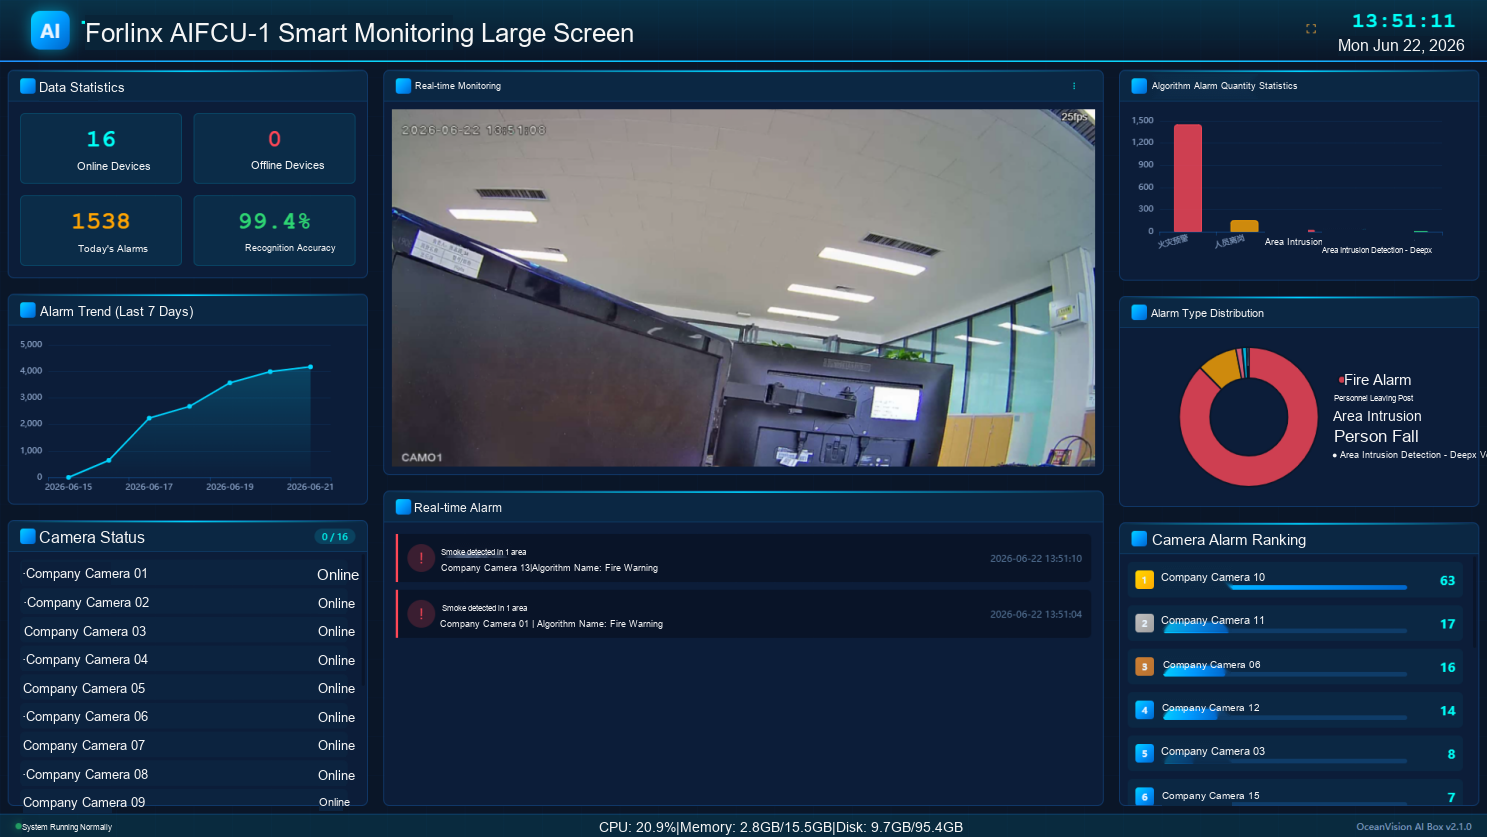 AI
Forlinx AIFCU-1 Smart Monitoring Large Screen
13:51:11
Mon Jun 22, 2026
Data Statistics
16
Online Devices
0
Offline Devices
1538
Today's Alarms
99.4%
Recognition Accuracy
Alarm Trend (Last 7 Days)
5,000
4,000
3,000
2,000
1,000
0
2026-06-15
2026-06-17
2026-06-19
2026-06-21
Camera Status
0 / 16
·Company Camera 01 Online
·Company Camera 02 Online
Company Camera 03 Online
·Company Camera 04 Online
Company Camera 05 Online
·Company Camera 06 Online
Company Camera 07 Online
·Company Camera 08 Online
Company Camera 09 Online
Real-time Monitoring
2026-06-22 13:51:08
25fps
CAM01
Real-time Alarm
!
Smoke detected in 1 area
Company Camera 13|Algorithm Name: Fire Warning
2026-06-22 13:51:10
!
Smoke detected in 1 area
Company Camera 01 | Algorithm Name: Fire Warning
2026-06-22 13:51:04
Algorithm Alarm Quantity Statistics
1,500
1,200
900
600
300
0
火灾预警
人员离岗
Area Intrusion
Area Intrusion Detection - Deepx
Alarm Type Distribution
Fire Alarm
Personnel Leaving Post
Area Intrusion
Person Fall
● Area Intrusion Detection - Deepx V
Camera Alarm Ranking
1 Company Camera 10 63
2 Company Camera 11 17
3 Company Camera 06 16
4 Company Camera 12 14
5 Company Camera 03 8
6 Company Camera 15 7
System Running Normally
CPU: 20.9%|Memory: 2.8GB/15.5GB|Disk: 9.7GB/95.4GB
OceanVision AI Box v2.1.0